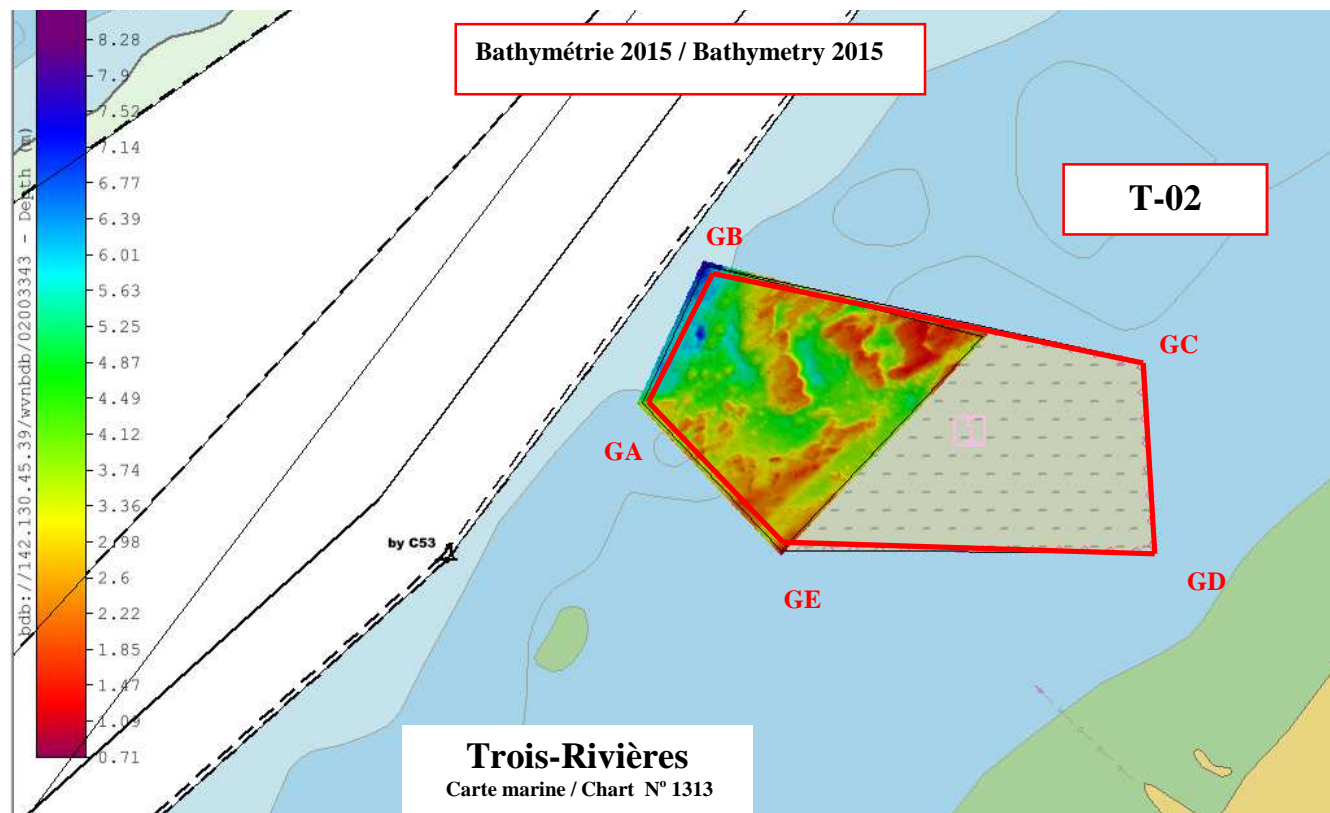 Bathymétrie 2015 / Bathymetry 2015
T-02
GB
GC
GA
GD
GE
1
by C53
Trois-Rivières
Carte marine / Chart Nº 1313
bdb://142.130.45.39/wvnbdb/02003343 - Depth (m)
8.28
7.9
7.52
7.14
6.77
6.39
6.01
5.63
5.25
4.87
4.49
4.12
3.74
3.36
2.98
2.6
2.22
1.85
1.47
1.09
0.71